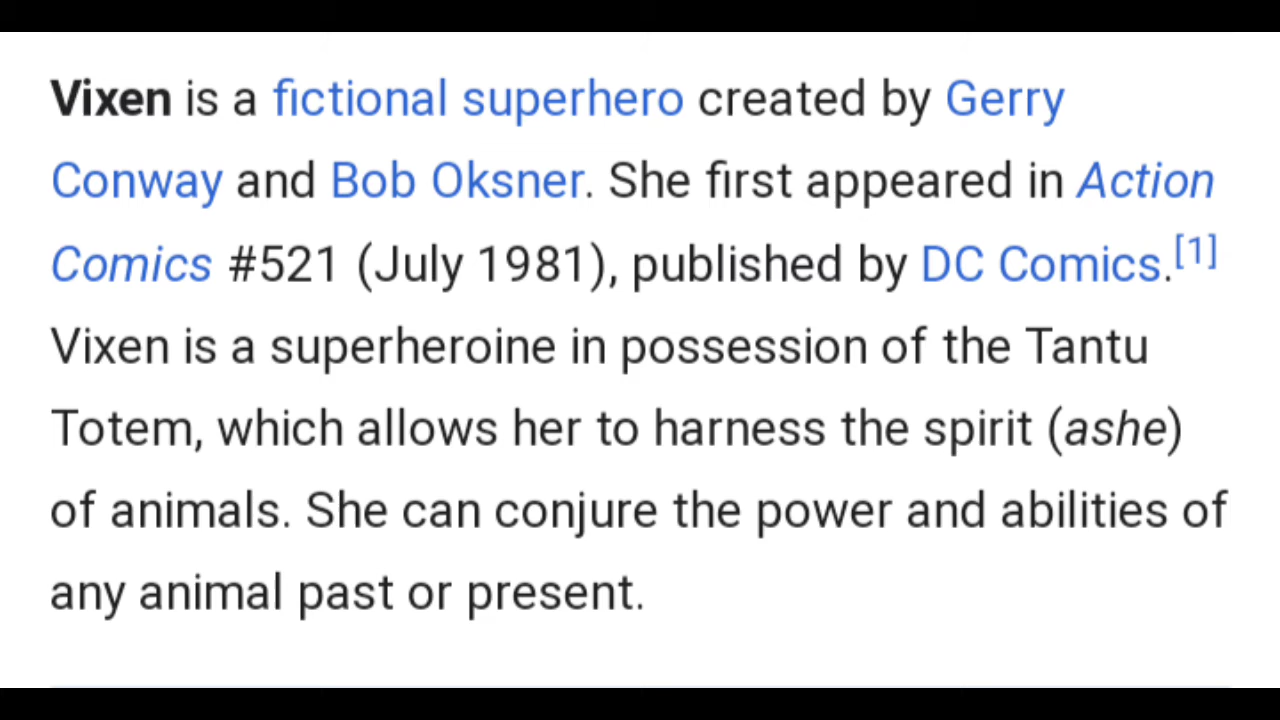 Vixen is a fictional superhero created by Gerry
Conway and Bob Oksner. She first appeared in Action
Comics #521 (July 1981), published by DC Comics.[1]
Vixen is a superheroine in possession of the Tantu
Totem, which allows her to harness the spirit (ashe)
of animals. She can conjure the power and abilities of
any animal past or present.